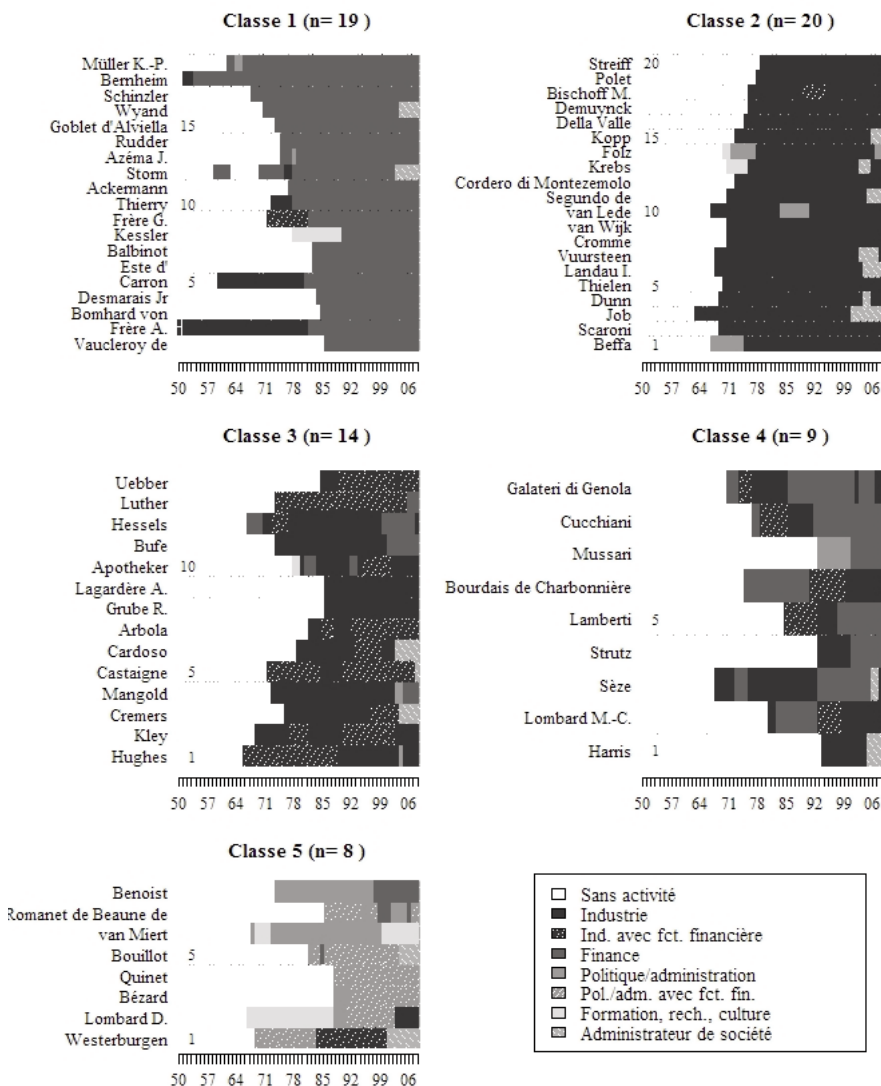 Classe 1 (n= 19 )
Müller K.-P.
Bernheim
Schinzler
Wyand
Goblet d'Alviella 15
Rudder
Azéma J.
Storm
Ackermann
Thierry 10
Frère G.
Kessler
Balbinot
Este d'
Carron 5
Desmarais Jr
Bomhard von
Frère A.
Vaucleroy de
50 57 64 71 78 85 92 99 06
Classe 2 (n= 20 )
Streiff 20
Polet
Bischoff M.
Demuynck
Della Valle
Kopp 15
Folz
Krebs
Cordero di Montezemolo
Segundo de
van Lede 10
van Wijk
Cromme
Vuursteen
Landau I.
Thielen 5
Dunn
Job
Scaroni
Beffa 1
50 57 64 71 78 85 92 99 06
Classe 3 (n= 14 )
Uebber
Luther
Hessels
Bufe
Apotheker 10
Lagardère A.
Grube R.
Arbola
Cardoso
Castaigne 5
Mangold
Cremers
Kley
Hughes 1
50 57 64 71 78 85 92 99 06
Classe 4 (n= 9 )
Galateri di Genola
Cucchiani
Mussari
Bourdais de Charbonnière
Lamberti 5
Strutz
Sèze
Lombard M.-C.
Harris 1
50 57 64 71 78 85 92 99 06
Classe 5 (n= 8 )
Benoist
Romanet de Beaune de
van Miert
Bouillot 5
Quinet
Bézard
Lombard D.
Westerburgen 1
50 57 64 71 78 85 92 99 06
Sans activité
Industrie
Ind. avec fct. financière
Finance
Politique/administration
Pol./adm. avec fct. fin.
Formation, rech., culture
Administrateur de société